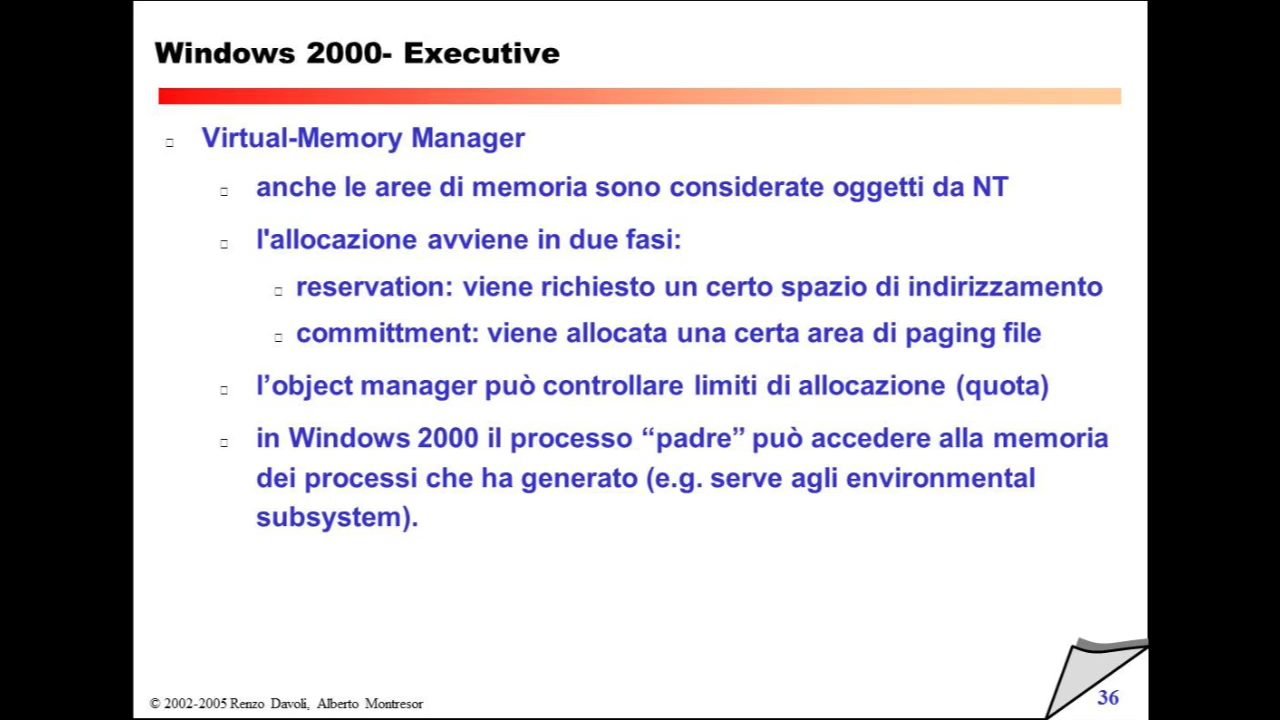 Windows 2000- Executive
Virtual-Memory Manager
anche le aree di memoria sono considerate oggetti da NT
l'allocazione avviene in due fasi:
reservation: viene richiesto un certo spazio di indirizzamento
committment: viene allocata una certa area di paging file
l’object manager può controllare limiti di allocazione (quota)
in Windows 2000 il processo “padre” può accedere alla memoria
dei processi che ha generato (e.g. serve agli environmental
subsystem).
© 2002-2005 Renzo Davoli, Alberto Montresor
36